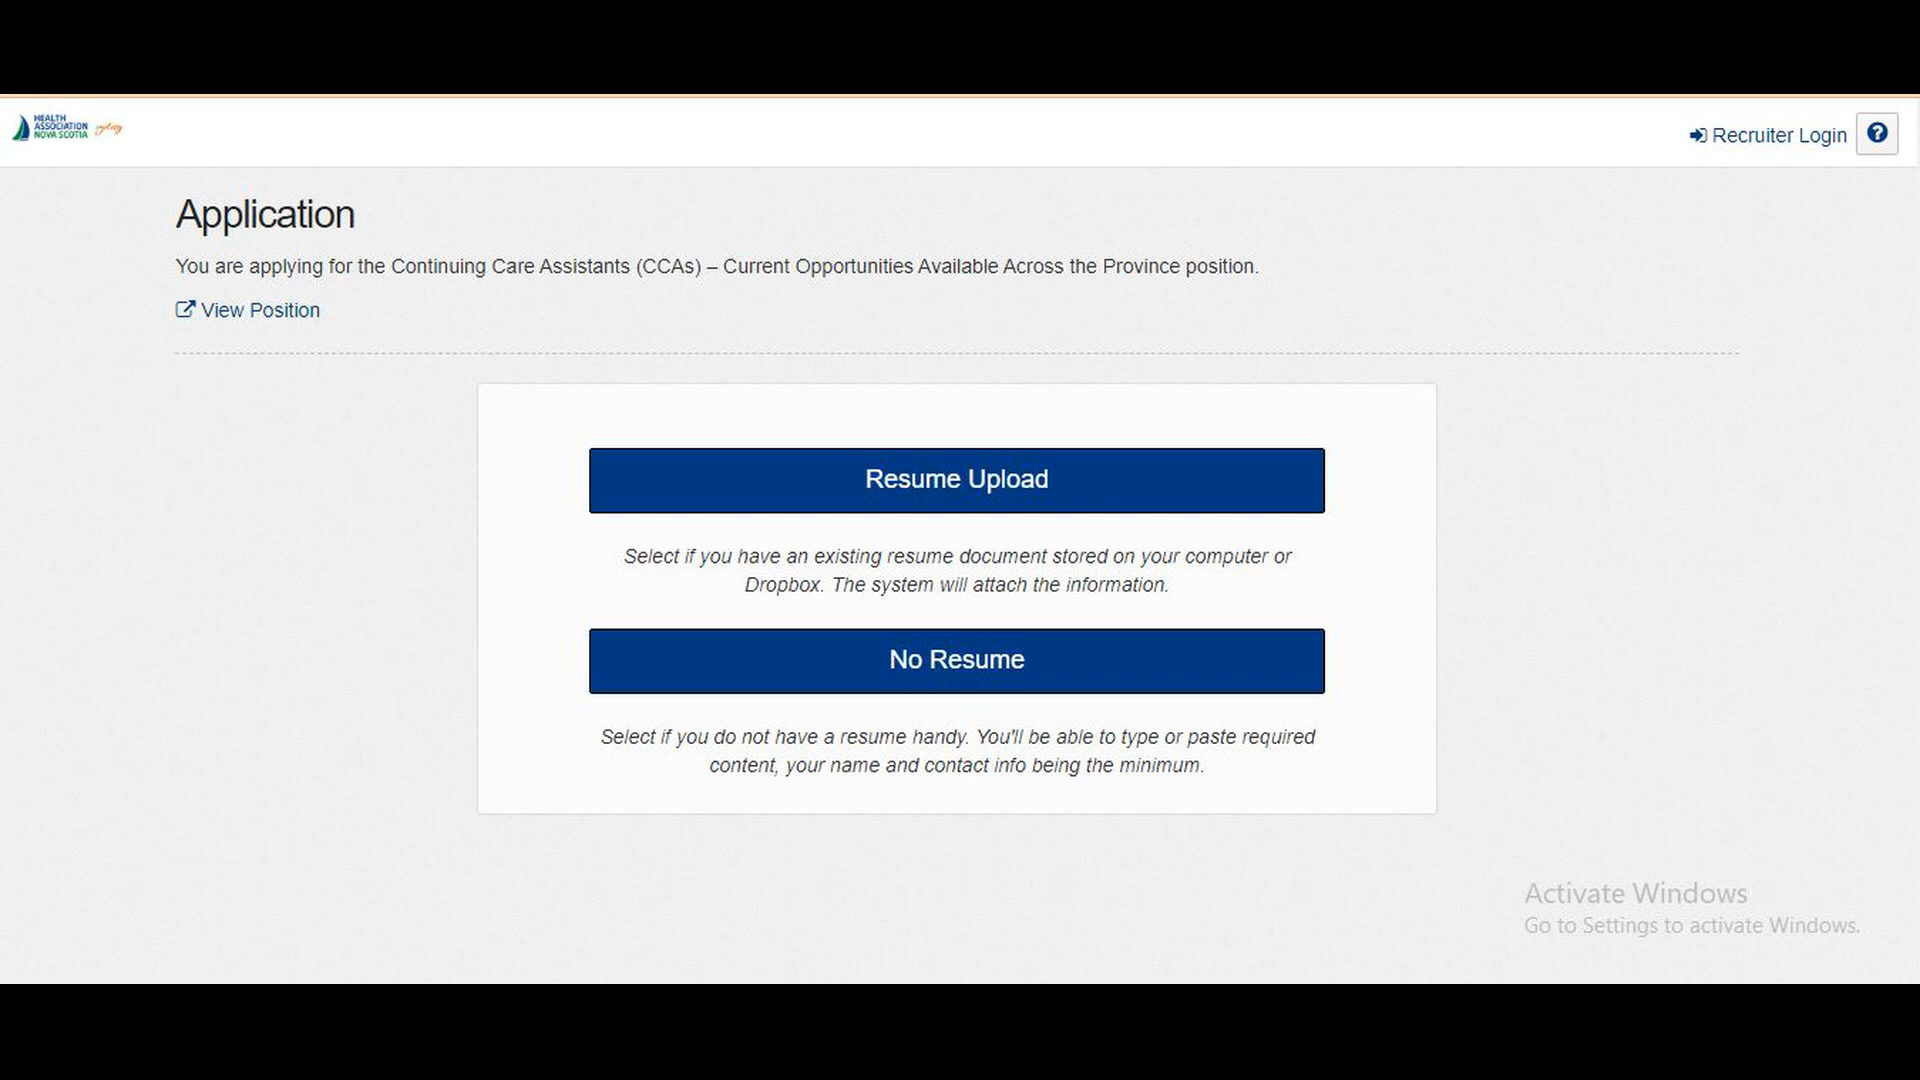 HEALTH
ASSOCIATION
NOVA SCOTIA
Recruiter Login
Application
You are applying for the Continuing Care Assistants (CCAs) – Current Opportunities Available Across the Province position.
View Position
Resume Upload
Select if you have an existing resume document stored on your computer or
Dropbox. The system will attach the information.
No Resume
Select if you do not have a resume handy. You'll be able to type or paste required
content, your name and contact info being the minimum.
Activate Windows
Go to Settings to activate Windows.